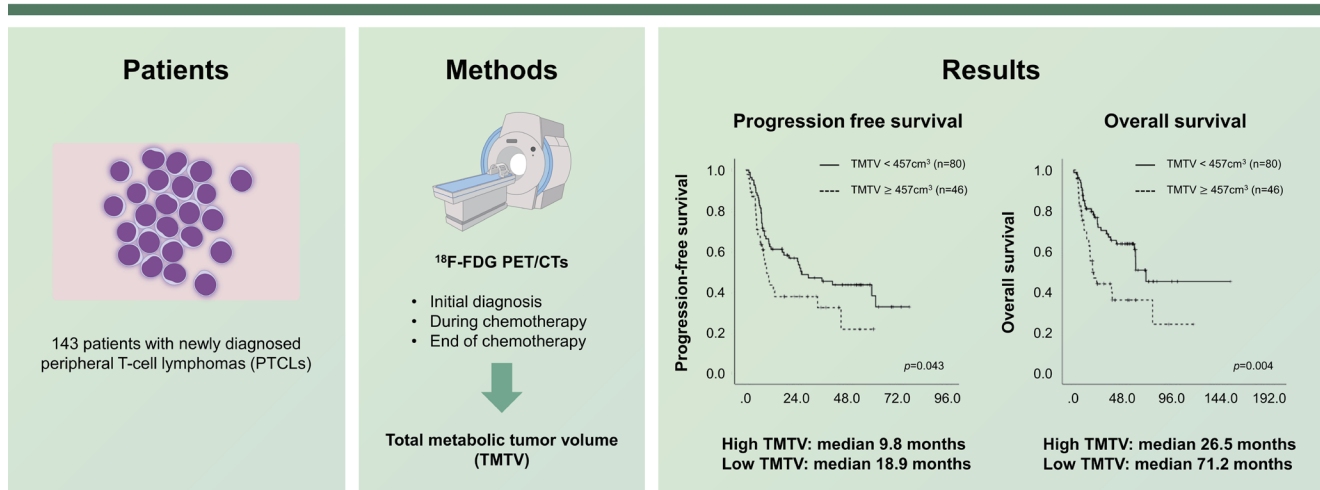 Patients
143 patients with newly diagnosed
peripheral T-cell lymphomas (PTCLs)
Methods
¹⁸F-FDG PET/CTs
• Initial diagnosis
• During chemotherapy
• End of chemotherapy
Total metabolic tumor volume
(TMTV)
Results
Progression free survival
Progression-free survival
1.0
0.8
0.6
0.4
0.2
0.0
TMTV < 457cm³ (n=80)
TMTV ≥ 457cm³ (n=46)
p=0.043
.0 24.0 48.0 72.0 96.0
High TMTV: median 9.8 months
Low TMTV: median 18.9 months
Overall survival
Overall survival
1.0
0.8
0.6
0.4
0.2
0.0
TMTV < 457cm³ (n=80)
TMTV ≥ 457cm³ (n=46)
p=0.004
.0 48.0 96.0 144.0 192.0
High TMTV: median 26.5 months
Low TMTV: median 71.2 months